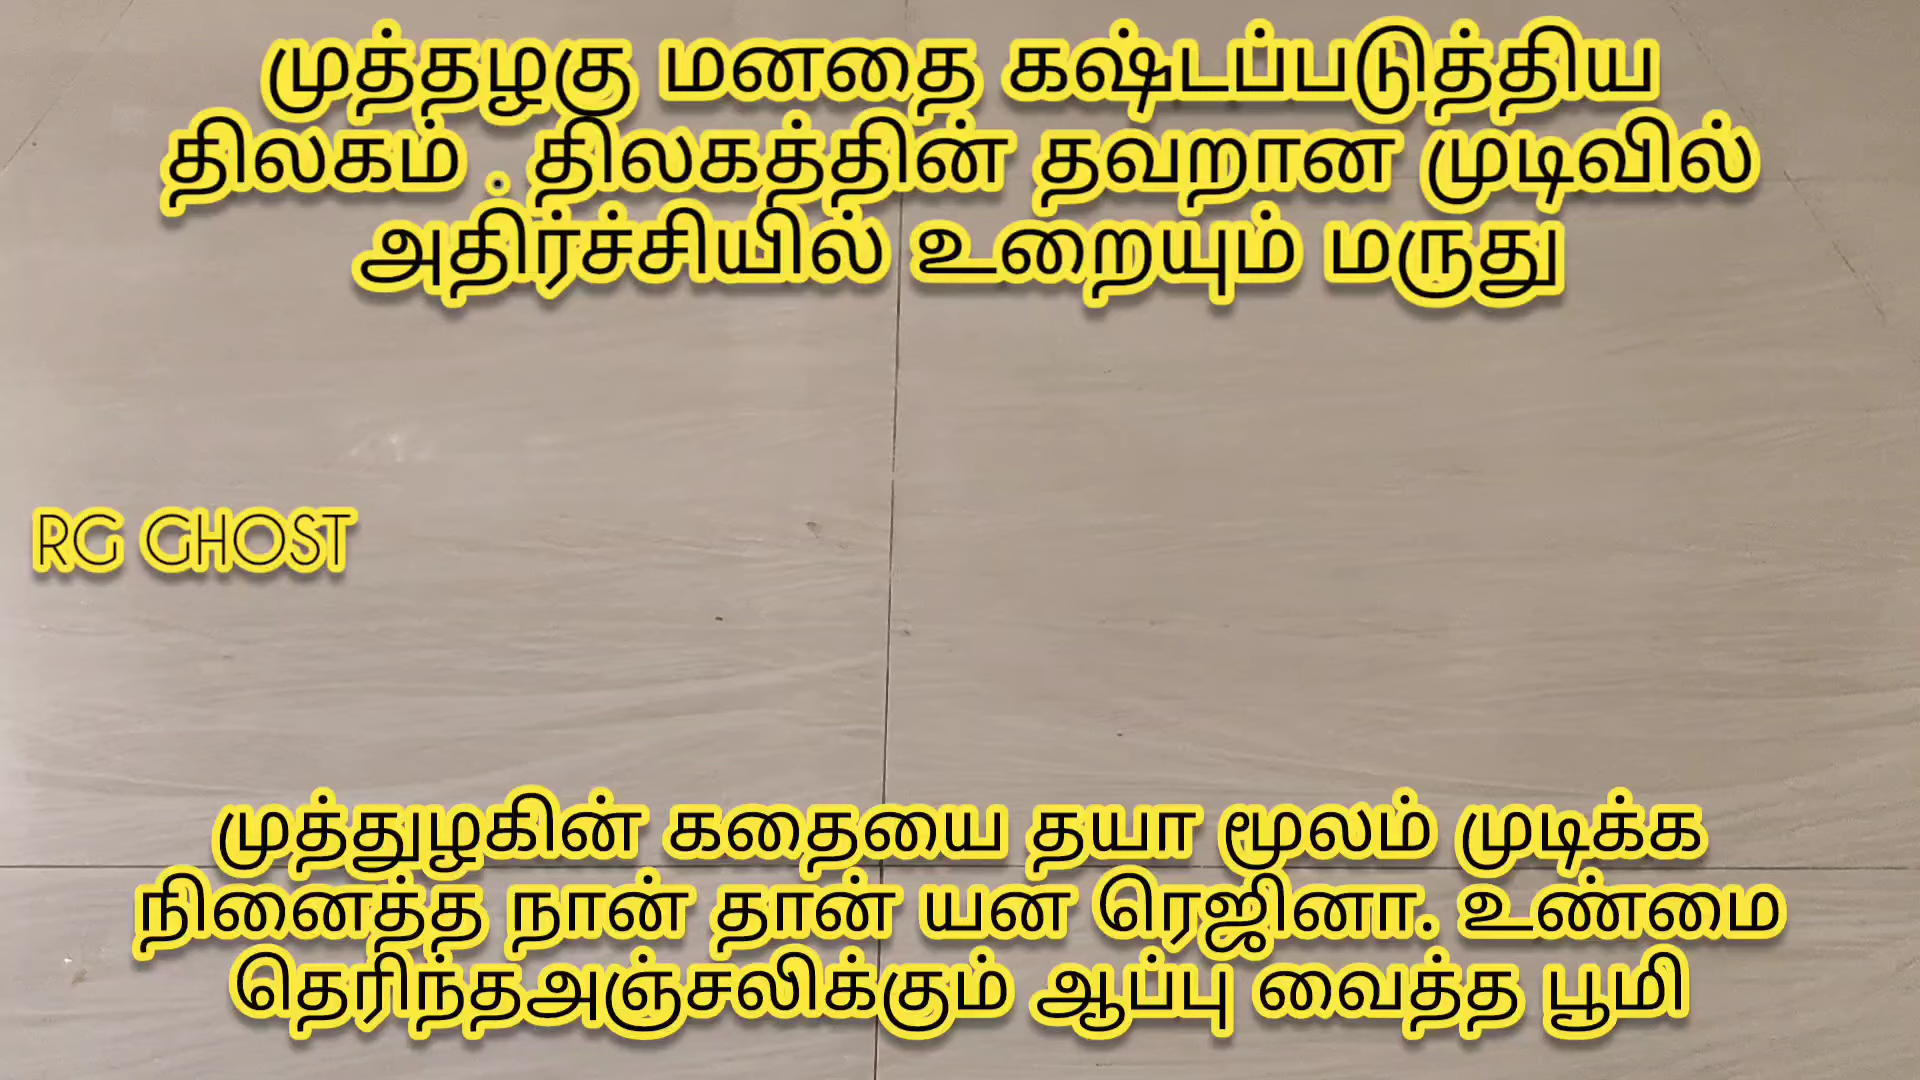 முத்தழகு மனதை கஷ்டப்படுத்திய
திலகம் . திலகத்தின் தவறான முடிவில்
அதிர்ச்சியில் உறையும் மருது
RG GHOST
முத்துழகின் கதையை தயா மூலம் முடிக்க
நினைத்த நான் தான் யன ரெஜினா. உண்மை
தெரிந்தஅஞ்சலிக்கும் ஆப்பு வைத்த பூமி